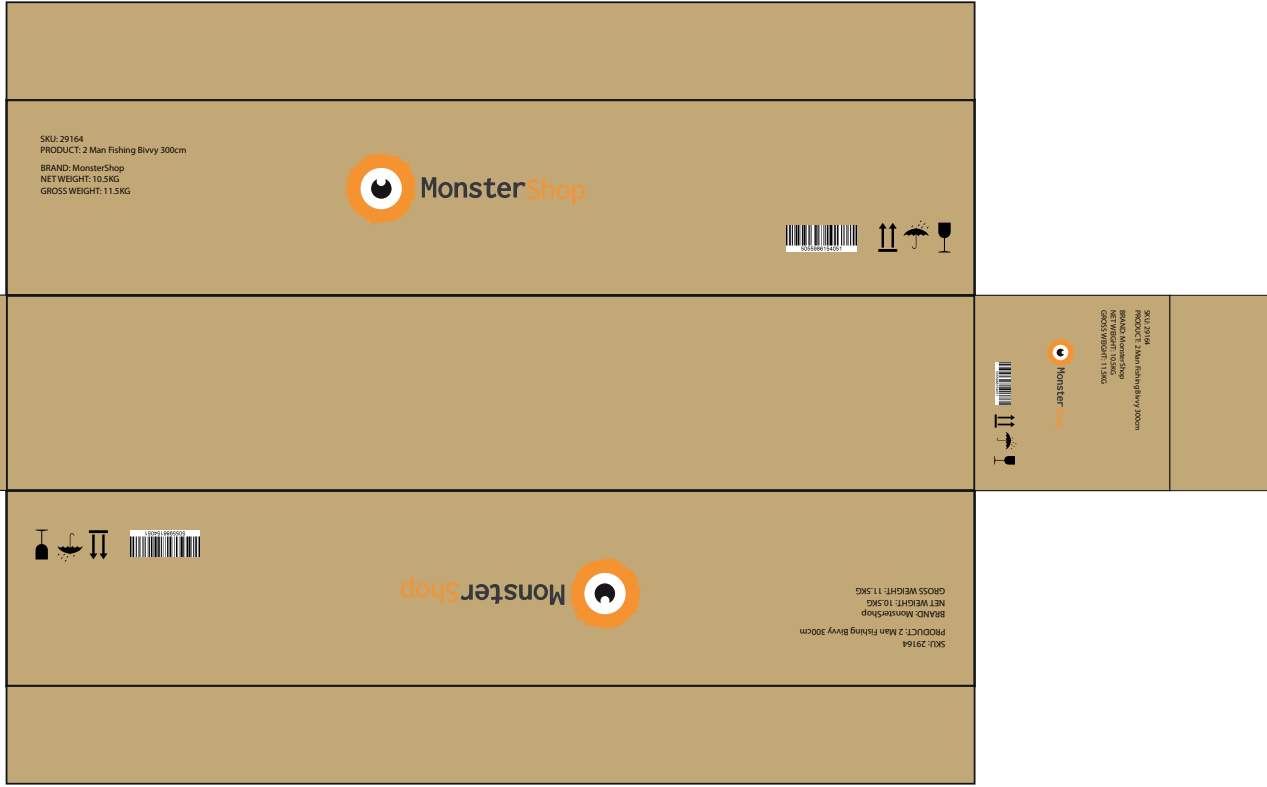 SKU: 29164
PRODUCT: 2 Man Fishing Bivvy 300cm
BRAND: MonsterShop
NET WEIGHT: 10.5KG
GROSS WEIGHT: 11.5KG
MonsterShop
5055986154051
SKU: 29164
PRODUCT: 2 Man Fishing Bivvy 300cm
BRAND: MonsterShop
NET WEIGHT: 10.5KG
GROSS WEIGHT: 11.5KG
MonsterShop
SKU: 29164
PRODUCT: 2 Man Fishing Bivvy 300cm
BRAND: MonsterShop
NET WEIGHT: 10.5KG
GROSS WEIGHT: 11.5KG
MonsterShop
5055986154051